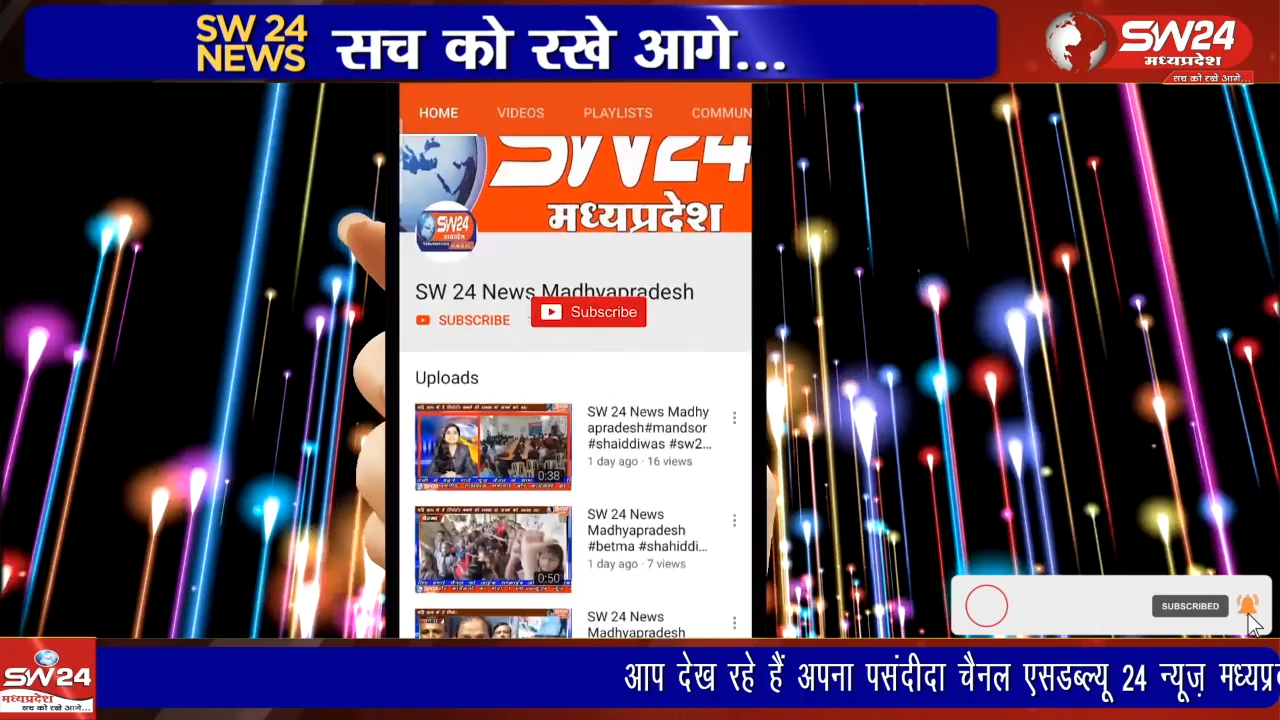 SW 24
NEWS
सच को रखे आगे...
SW24
मध्यप्रदेश
सच को रखे आगे...
HOME VIDEOS PLAYLISTS COMMUN
SW24
मध्यप्रदेश
SW24
SW 24 News Madhyapradesh
SUBSCRIBE
Subscribe
Uploads
SW 24 News Madhy
apradesh#mandsor
#shaiddiwas #sw2...
1 day ago · 16 views
0:38
SW 24 News
Madhyapradesh
#betma #shahiddi...
1 day ago · 7 views
0:50
SW 24 News
Madhyapradesh
SUBSCRIBED
SW24
मध्यप्रदेश
सच को रखे आगे...
आप देख रहे हैं अपना पसंदीदा चैनल एसडब्ल्यू 24 न्यूज़ मध्यप्र